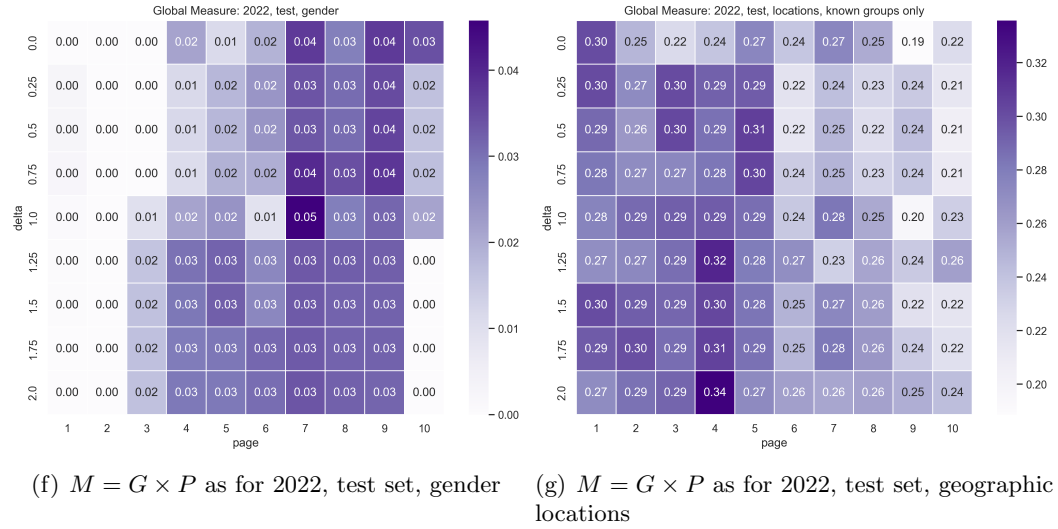 Global Measure: 2022, test, gender
0.0 0.00 0.00 0.00 0.02 0.01 0.02 0.04 0.03 0.04 0.03
0.25 0.00 0.00 0.00 0.01 0.02 0.02 0.03 0.03 0.04 0.02
0.5 0.00 0.00 0.00 0.01 0.02 0.02 0.03 0.03 0.04 0.02
0.75 0.00 0.00 0.00 0.01 0.02 0.02 0.04 0.03 0.04 0.02
delta
1.0 0.00 0.00 0.01 0.02 0.02 0.01 0.05 0.03 0.03 0.02
1.25 0.00 0.00 0.02 0.03 0.03 0.03 0.03 0.03 0.03 0.00
1.5 0.00 0.00 0.02 0.03 0.03 0.03 0.03 0.03 0.03 0.00
1.75 0.00 0.00 0.02 0.03 0.03 0.03 0.03 0.03 0.03 0.00
2.0 0.00 0.00 0.02 0.03 0.03 0.03 0.03 0.03 0.03 0.00
1 2 3 4 5 6 7 8 9 10
page
0.04
0.03
0.02
0.01
0.00
(f) M = G × P as for 2022, test set, gender
Global Measure: 2022, test, locations, known groups only
0.0 0.30 0.25 0.22 0.24 0.27 0.24 0.27 0.25 0.19 0.22
0.25 0.30 0.27 0.30 0.29 0.29 0.22 0.24 0.23 0.24 0.21
0.5 0.29 0.26 0.30 0.29 0.31 0.22 0.25 0.22 0.24 0.21
0.75 0.28 0.27 0.27 0.28 0.30 0.24 0.25 0.23 0.24 0.21
delta
1.0 0.28 0.29 0.29 0.29 0.29 0.24 0.28 0.25 0.20 0.23
1.25 0.27 0.27 0.29 0.32 0.28 0.27 0.23 0.26 0.24 0.26
1.5 0.30 0.29 0.29 0.30 0.28 0.25 0.27 0.26 0.22 0.22
1.75 0.29 0.30 0.29 0.31 0.29 0.25 0.28 0.26 0.24 0.22
2.0 0.27 0.29 0.29 0.34 0.27 0.26 0.26 0.26 0.25 0.24
1 2 3 4 5 6 7 8 9 10
page
0.32
0.30
0.28
0.26
0.24
0.22
0.20
(g) M = G × P as for 2022, test set, geographic
locations